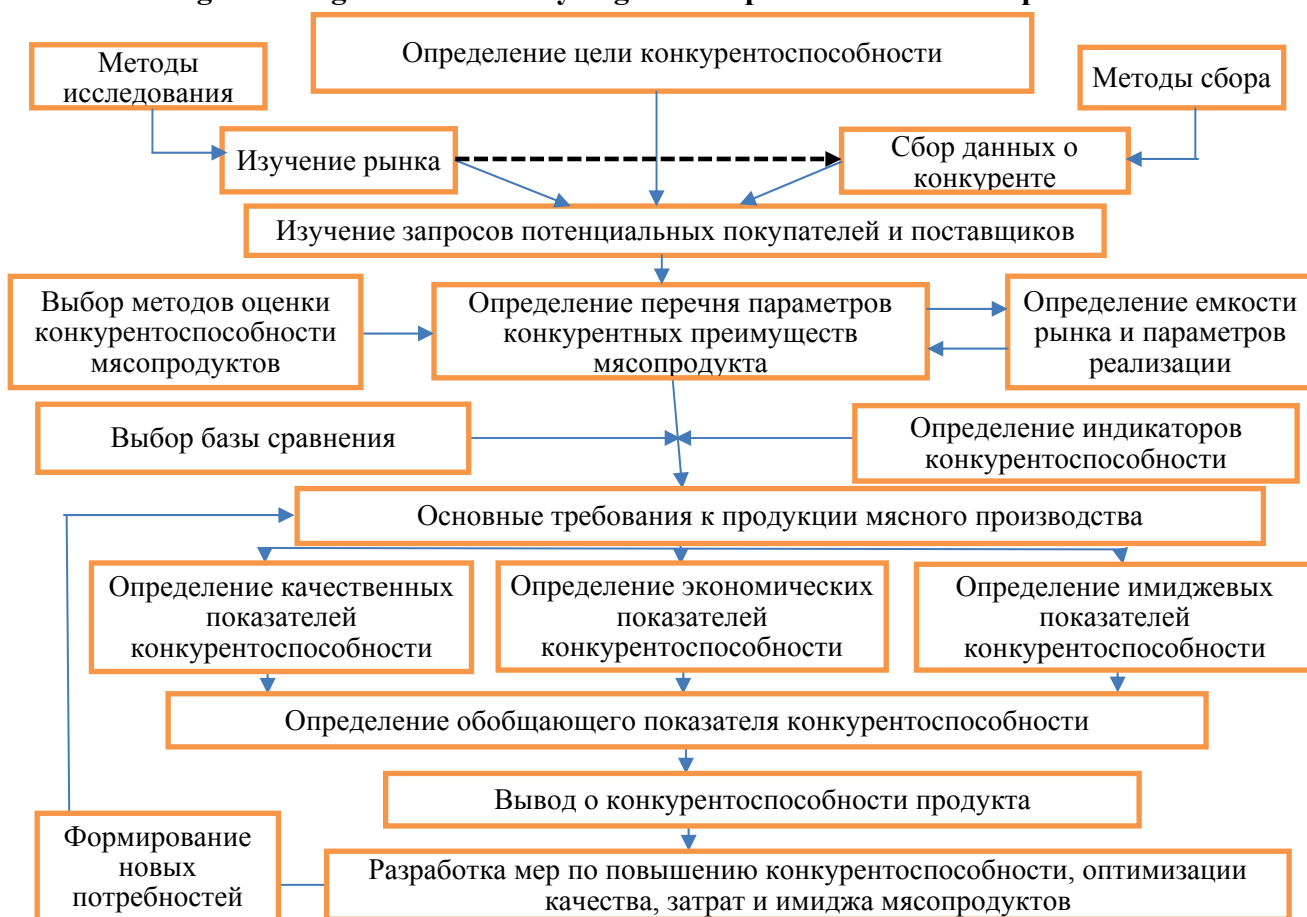 Определение цели конкурентоспособности
Методы
исследования
Методы сбора
Изучение рынка
Сбор данных о
конкуренте
Изучение запросов потенциальных покупателей и поставщиков
Выбор методов оценки
конкурентоспособности
мясопродуктов
Определение перечня параметров
конкурентных преимуществ
мясопродукта
Определение емкости
рынка и параметров
реализации
Выбор базы сравнения
Определение индикаторов
конкурентоспособности
Основные требования к продукции мясного производства
Определение качественных
показателей
конкурентоспособности
Определение экономических
показателей
конкурентоспособности
Определение имиджевых
показателей
конкурентоспособности
Определение обобщающего показателя конкурентоспособности
Вывод о конкурентоспособности продукта
Формирование
новых
потребностей
Разработка мер по повышению конкурентоспособности, оптимизации
качества, затрат и имиджа мясопродуктов